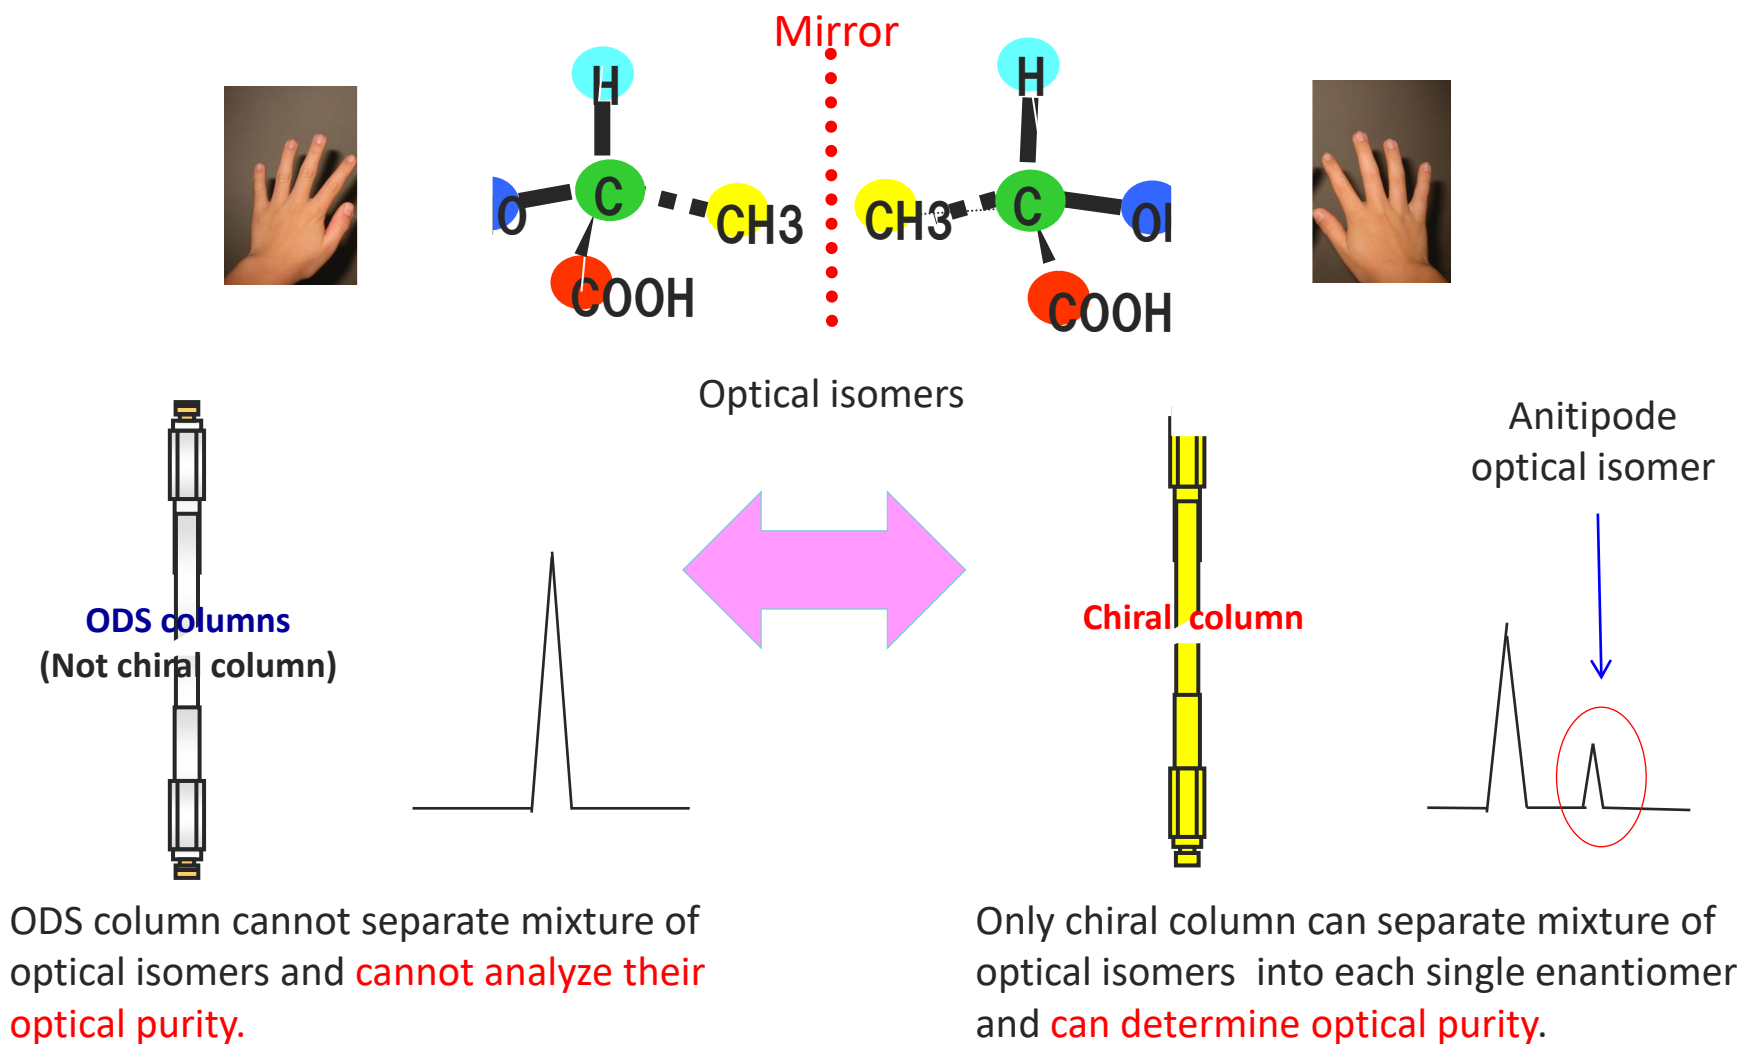 Mirror
H
H
O
C
CH3
CH3
C
OI
COOH
COOH
Optical isomers
Anitipode
optical isomer
ODS columns
(Not chiral column)
Chiral column
ODS column cannot separate mixture of
optical isomers and cannot analyze their
optical purity.
Only chiral column can separate mixture of
optical isomers into each single enantiomer
and can determine optical purity.